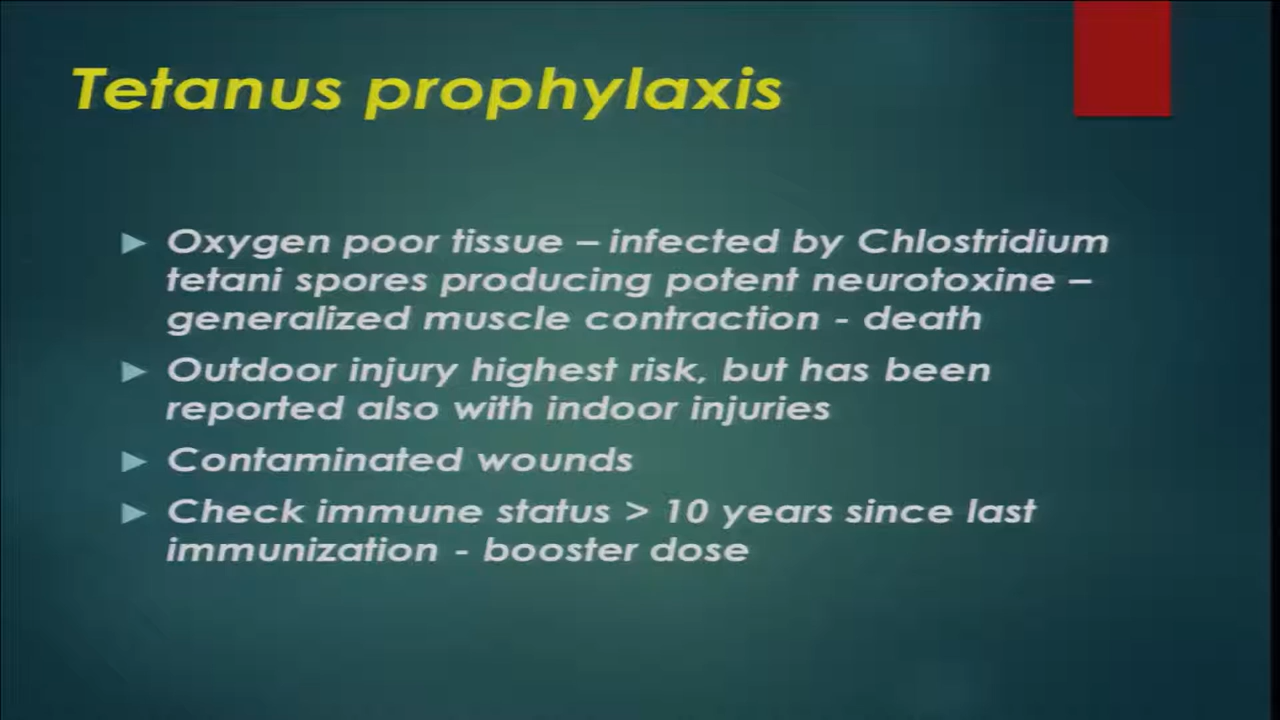 Tetanus prophylaxis
Oxygen poor tissue – infected by Chlostridium
tetani spores producing potent neurotoxine –
generalized muscle contraction - death
Outdoor injury highest risk, but has been
reported also with indoor injuries
Contaminated wounds
Check immune status > 10 years since last
immunization - booster dose